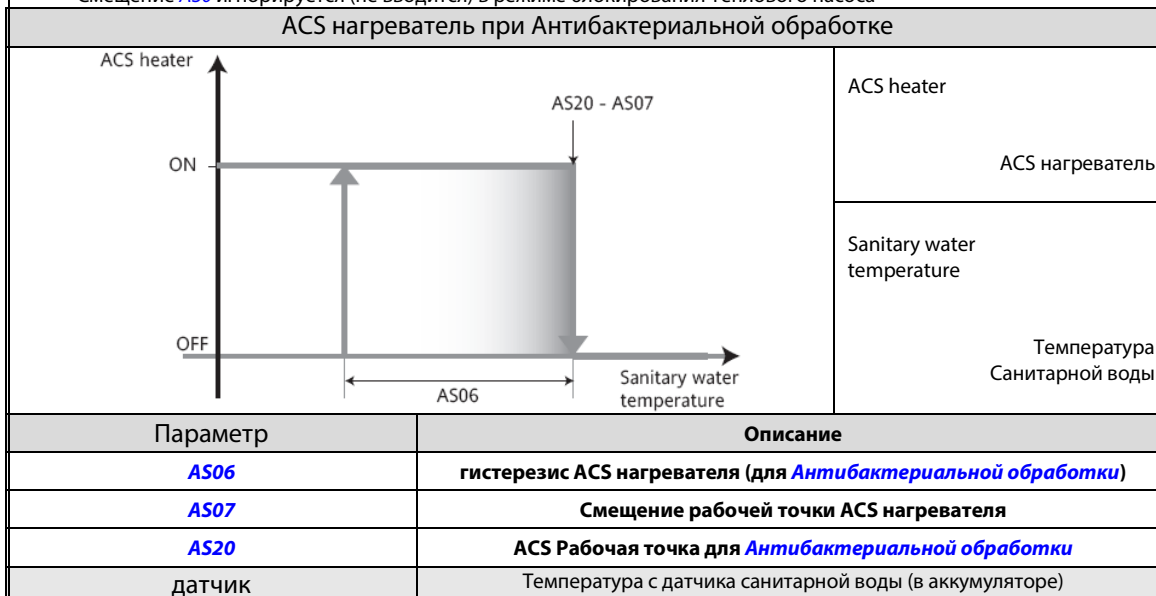 Смещение AS0 игнорируется (не вводится) в режиме блокирования теплового насоса
ACS нагреватель при Антибактериальной обработке
ACS heater
AS20 - AS07
ON
OFF
AS06
Sanitary water
temperature
ACS heater
ACS нагреватель
Sanitary water
temperature
Температура
Санитарной воды
Параметр
Описание
AS06
гистерезис ACS нагревателя (для Антибактериальной обработки)
AS07
Смещение рабочей точки ACS нагревателя
AS20
ACS Рабочая точка для Антибактериальной обработки
датчик
Температура с датчика санитарной воды (в аккумуляторе)